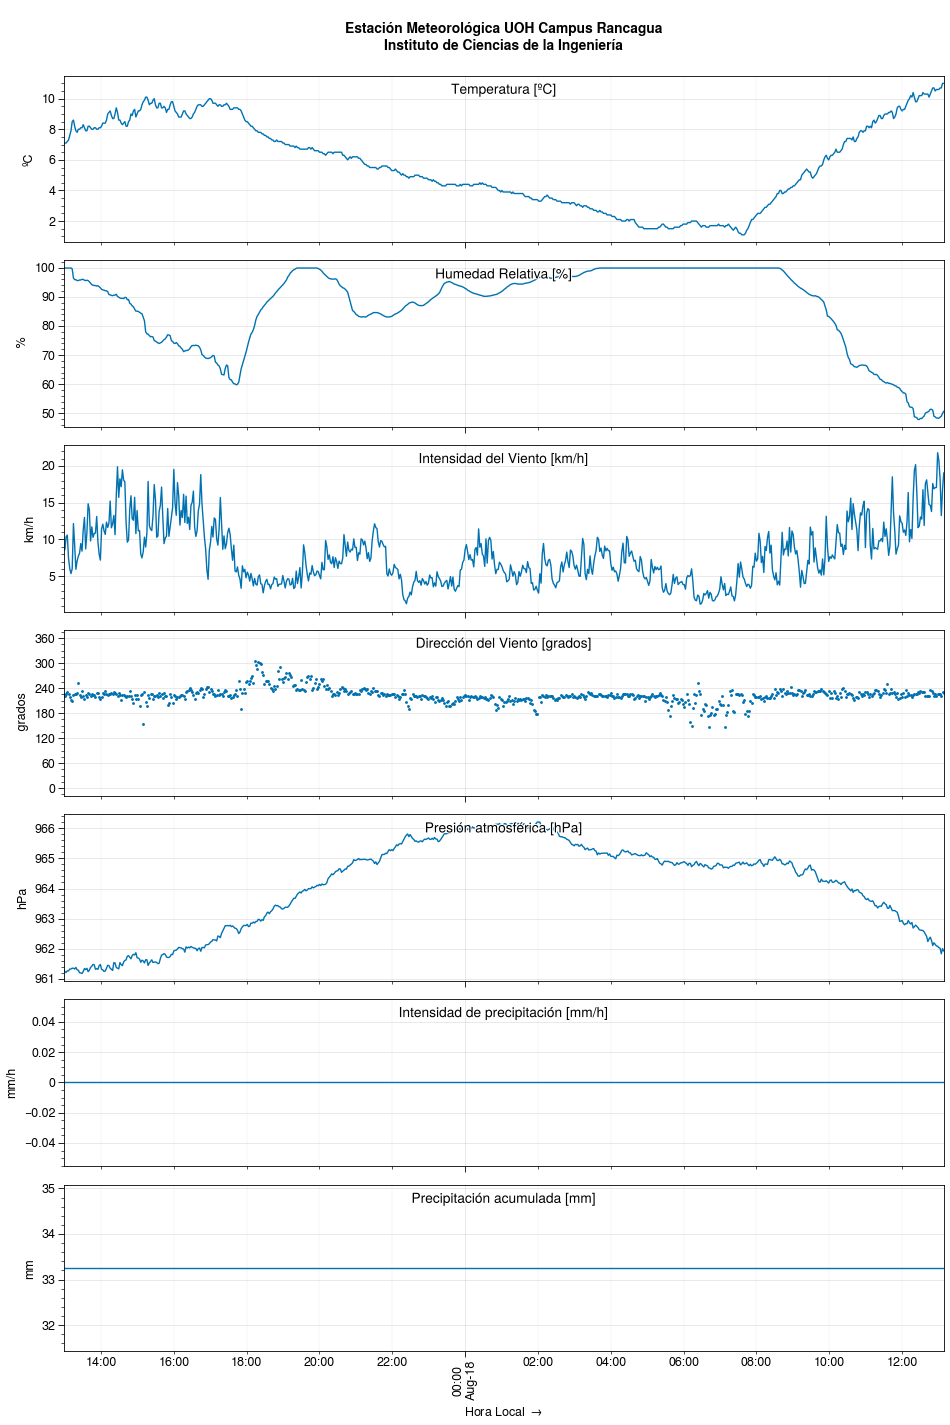 Estación Meteorológica UOH Campus Rancagua
Instituto de Ciencias de la Ingeniería
Temperatura [ºC]
10
8
6
4
2
ºC
Humedad Relativa [%]
100
90
80
70
60
50
%
Intensidad del Viento [km/h]
20
15
10
5
km/h
Dirección del Viento [grados]
360
300
240
180
120
60
0
grados
Presión atmosférica [hPa]
966
965
964
963
962
961
hPa
Intensidad de precipitación [mm/h]
0.04
0.02
0
−0.02
−0.04
mm/h
Precipitación acumulada [mm]
35
34
33
32
mm
14:00 16:00 18:00 20:00 22:00 00:00 02:00 04:00 06:00 08:00 10:00 12:00
Aug-18
Hora Local →